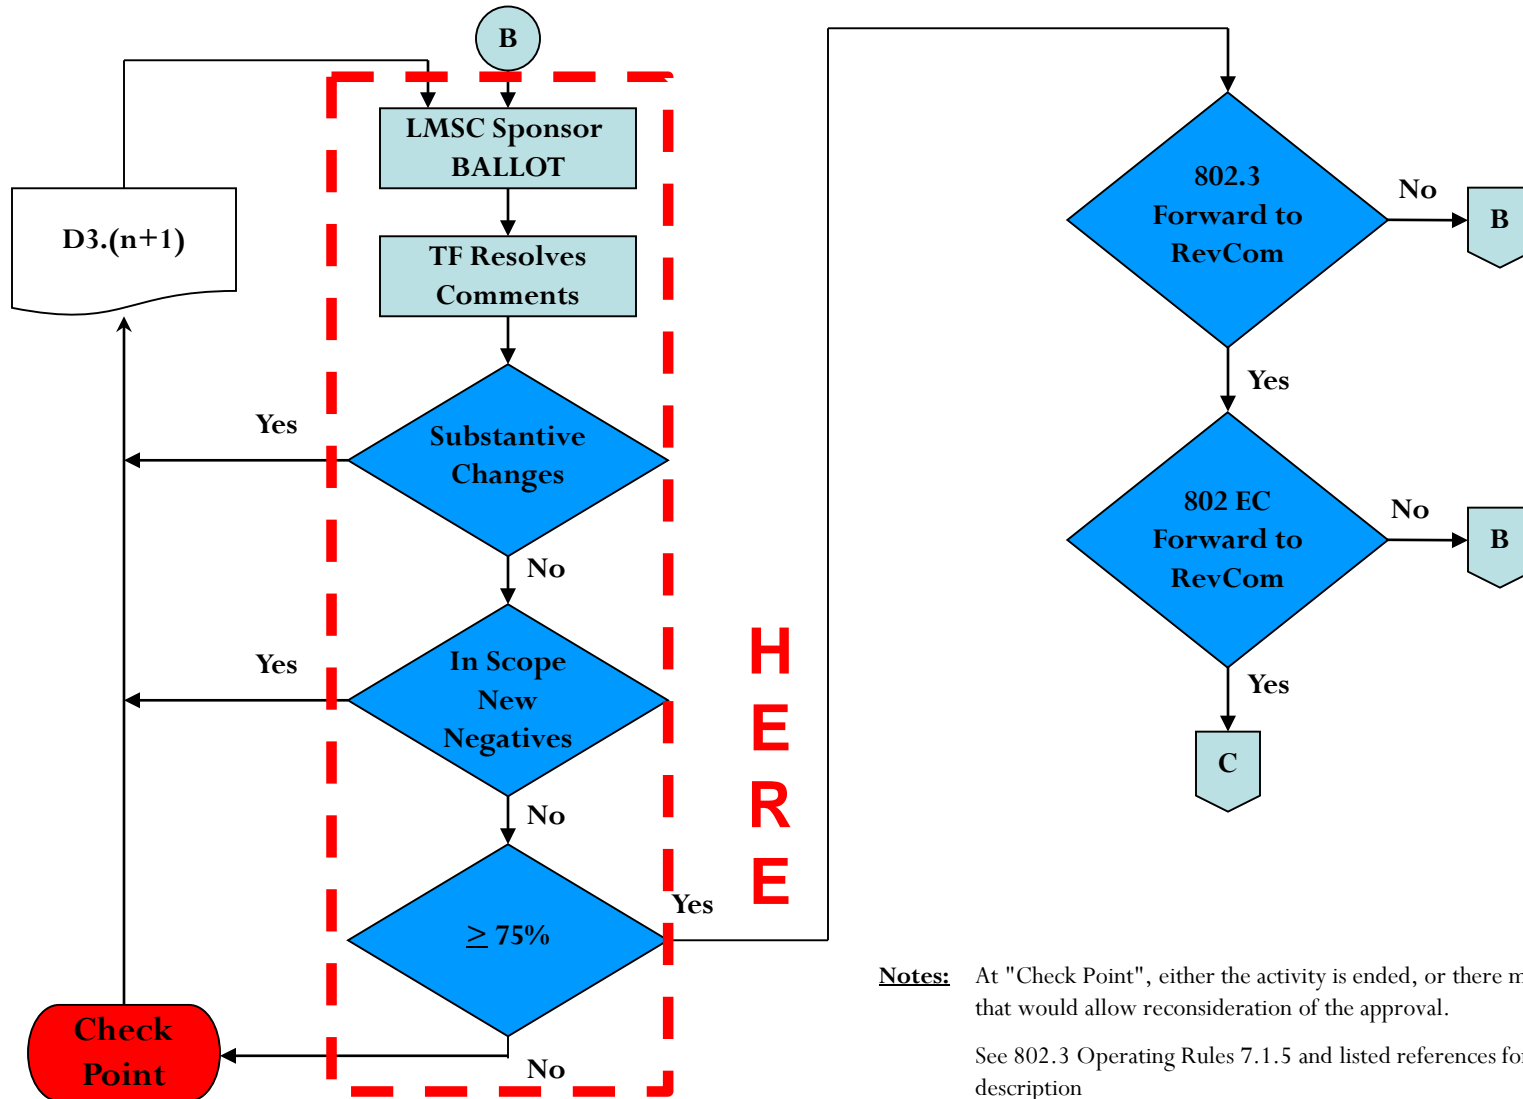 B
LMSC Sponsor
BALLOT
D3.(n+1)
TF Resolves
Comments
Yes
Substantive
Changes
No
Yes
In Scope
New
Negatives
No
≥ 75%
Yes
No
Check
Point
H
E
R
E
802.3
Forward to
RevCom
No
B
Yes
802 EC
Forward to
RevCom
No
B
Yes
C
Notes: At "Check Point", either the activity is ended, or there m
that would allow reconsideration of the approval.
See 802.3 Operating Rules 7.1.5 and listed references for
description